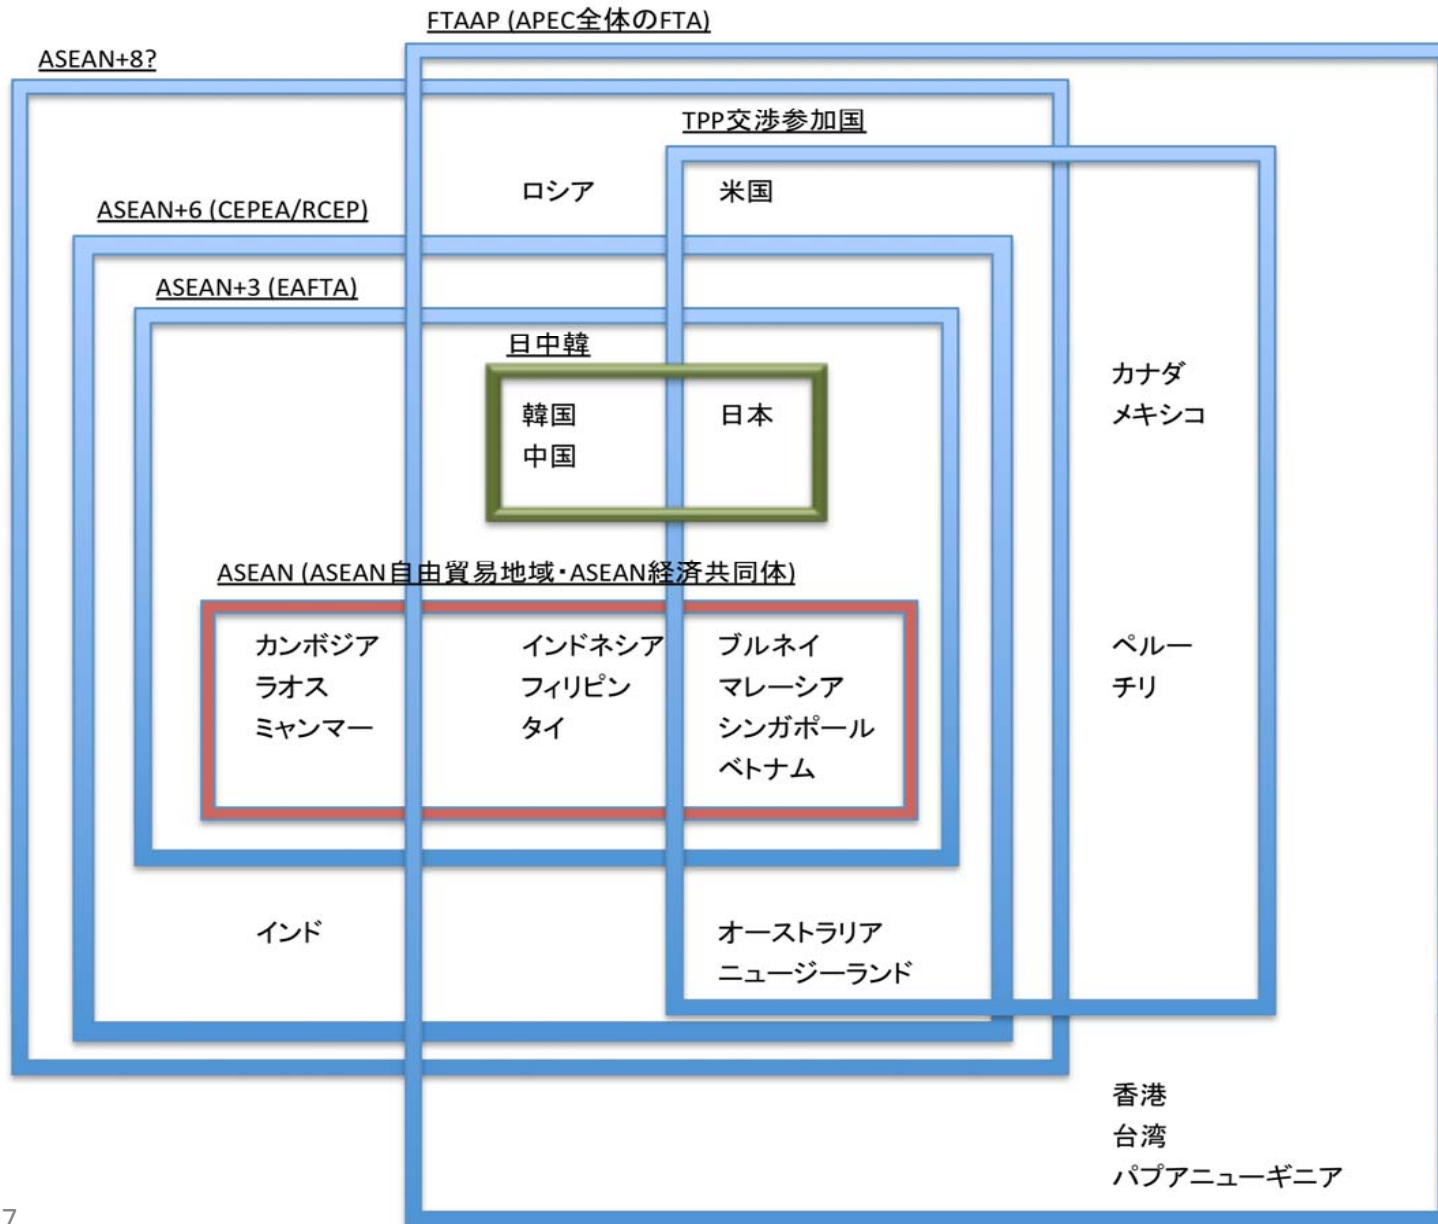 FTAAP (APEC全体のFTA)
ASEAN+8?
TPP交渉参加国
ロシア
米国
ASEAN+6 (CEPEA/RCEP)
ASEAN+3 (EAFTA)
日中韓
カナダ
韓国
日本
メキシコ
中国
ASEAN (ASEAN自由貿易地域・ASEAN経済共同体)
カンボジア
インドネシア
ブルネイ
ペルー
ラオス
フィリピン
マレーシア
チリ
ミャンマー
タイ
シンガポール
ベトナム
インド
オーストラリア
ニュージーランド
香港
台湾
パプアニューギニア
7